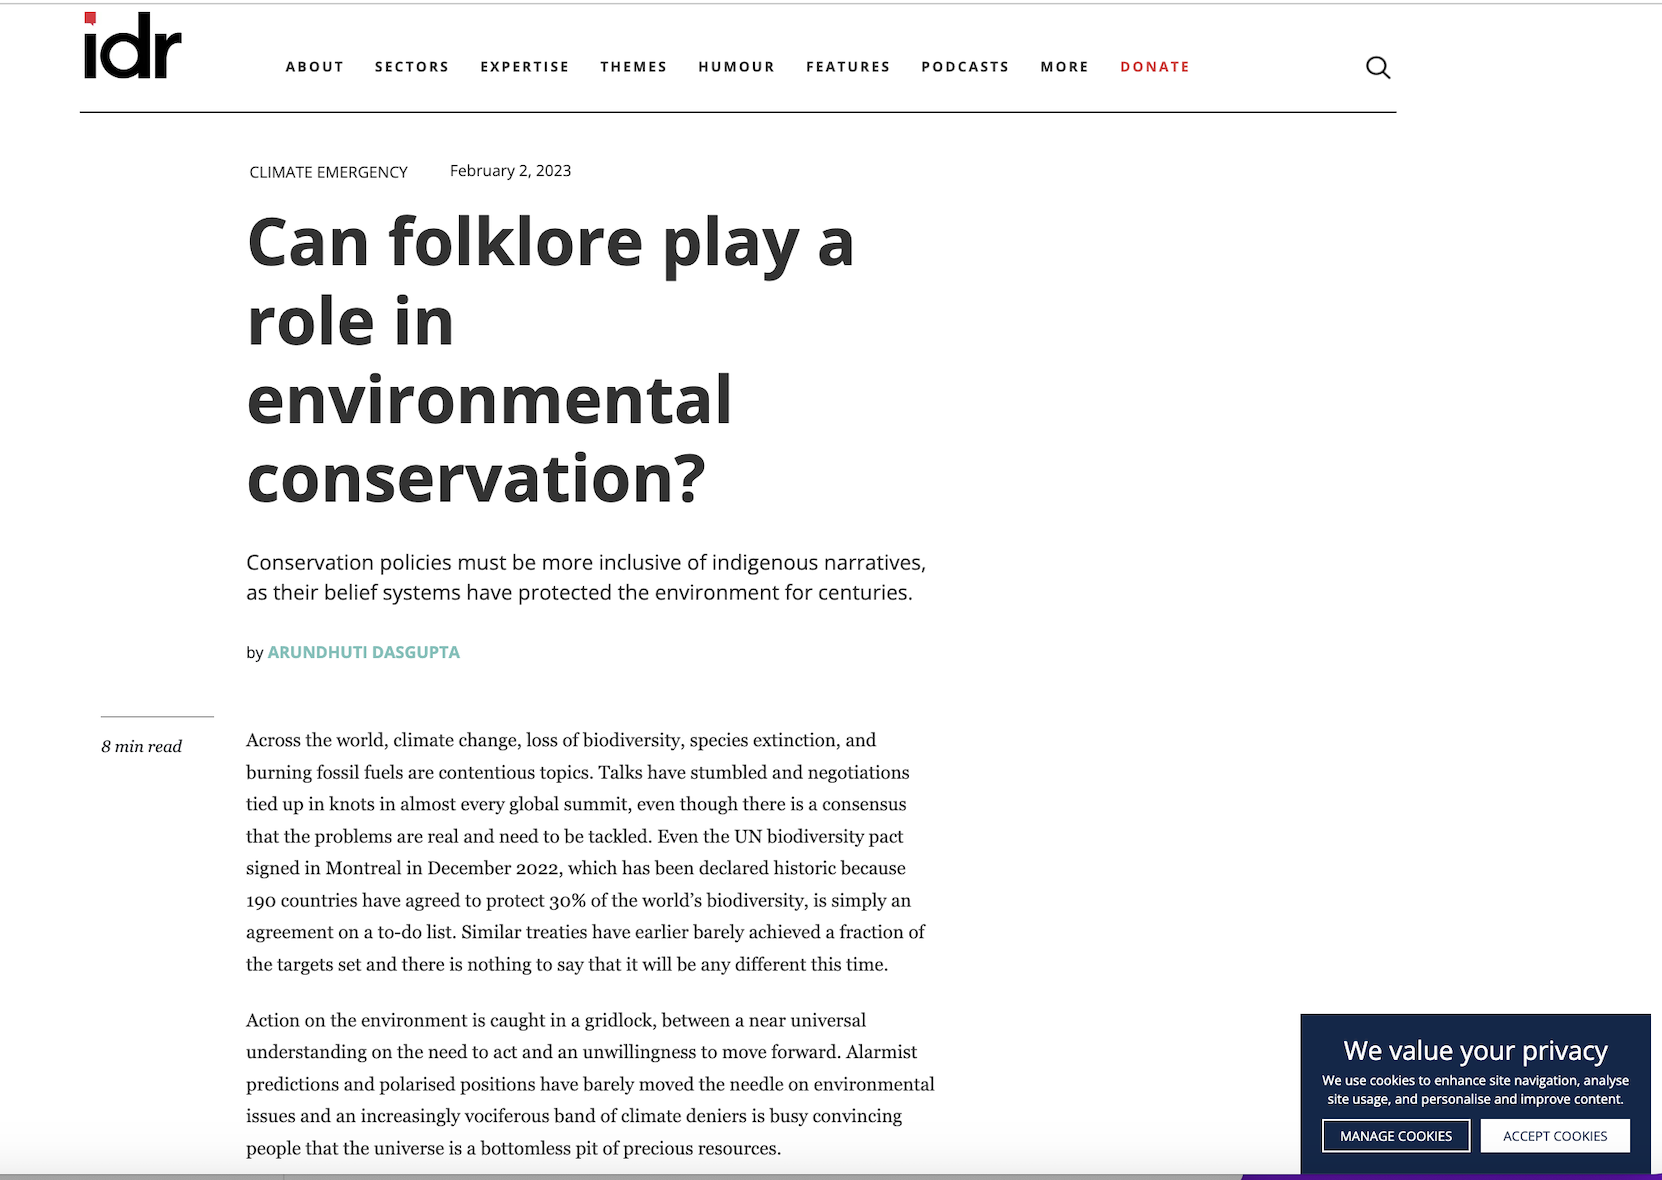 idr
ABOUT SECTORS EXPERTISE THEMES HUMOUR FEATURES PODCASTS MORE DONATE
CLIMATE EMERGENCY February 2, 2023
Can folklore play a
role in
environmental
conservation?
Conservation policies must be more inclusive of indigenous narratives,
as their belief systems have protected the environment for centuries.
by ARUNDHUTI DASGUPTA
8 min read
Across the world, climate change, loss of biodiversity, species extinction, and
burning fossil fuels are contentious topics. Talks have stumbled and negotiations
tied up in knots in almost every global summit, even though there is a consensus
that the problems are real and need to be tackled. Even the UN biodiversity pact
signed in Montreal in December 2022, which has been declared historic because
190 countries have agreed to protect 30% of the world’s biodiversity, is simply an
agreement on a to-do list. Similar treaties have earlier barely achieved a fraction of
the targets set and there is nothing to say that it will be any different this time.
Action on the environment is caught in a gridlock, between a near universal
understanding on the need to act and an unwillingness to move forward. Alarmist
predictions and polarised positions have barely moved the needle on environmental
issues and an increasingly vociferous band of climate deniers is busy convincing
people that the universe is a bottomless pit of precious resources.
We value your privacy
We use cookies to enhance site navigation, analyse
site usage, and personalise and improve content.
MANAGE COOKIES ACCEPT COOKIES